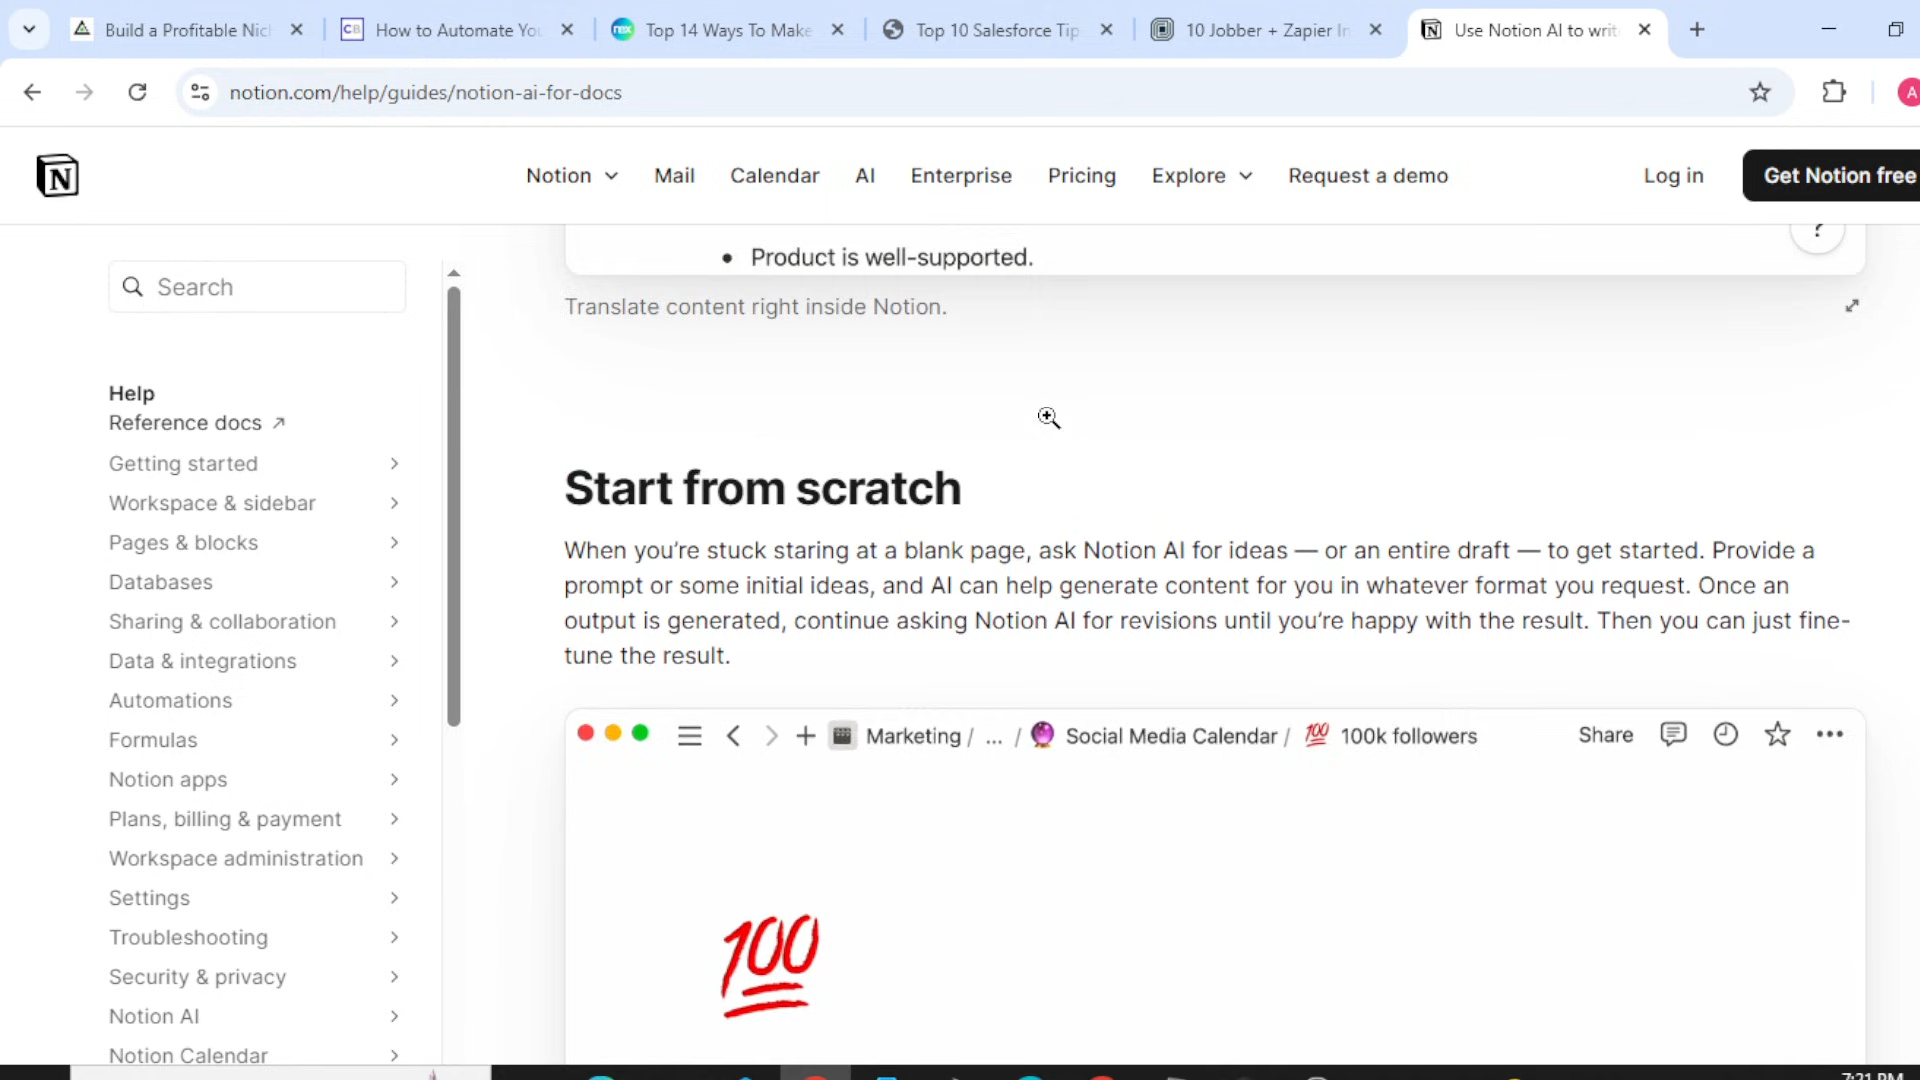 Build a Profitable Nic
How to Automate Yo
Top 14 Ways To Make
Top 10 Salesforce Tip
10 Jobber + Zapier In
Use Notion AI to writ
notion.com/help/guides/notion-ai-for-docs
A
Notion
Mail
Calendar
AI
Enterprise
Pricing
Explore
Request a demo
Log in
Get Notion free
Search
Help
Reference docs ↗
Getting started
Workspace & sidebar
Pages & blocks
Databases
Sharing & collaboration
Data & integrations
Automations
Formulas
Notion apps
Plans, billing & payment
Workspace administration
Settings
Troubleshooting
Security & privacy
Notion AI
Notion Calendar
• Product is well-supported.
?
Translate content right inside Notion.
Start from scratch
When you’re stuck staring at a blank page, ask Notion AI for ideas — or an entire draft — to get started. Provide a
prompt or some initial ideas, and AI can help generate content for you in whatever format you request. Once an
output is generated, continue asking Notion AI for revisions until you’re happy with the result. Then you can just fine-
tune the result.
Marketing / ... / Social Media Calendar / 💯 100k followers
Share
100
7:21 PM